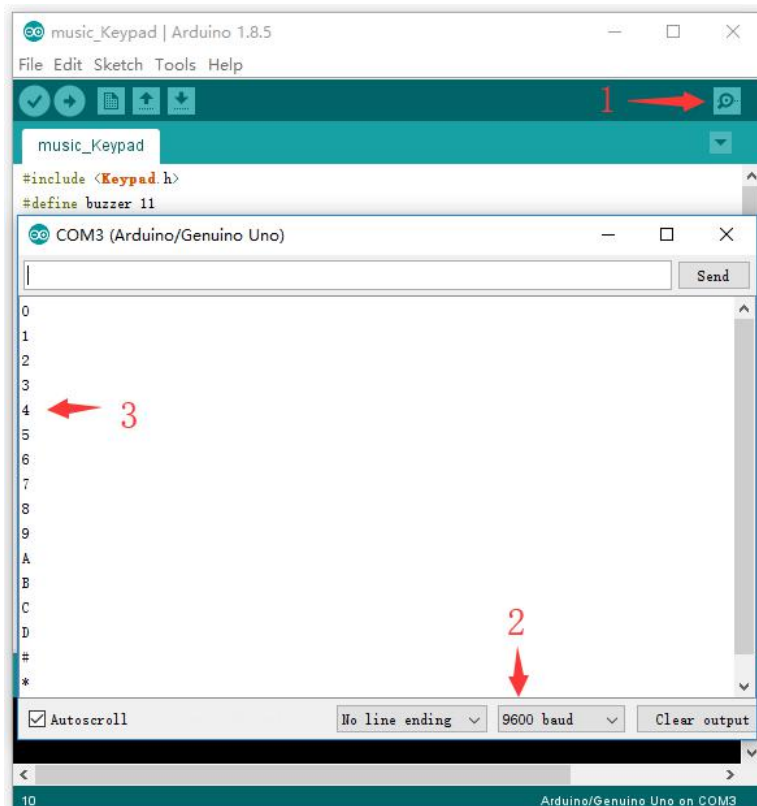 music_Keypad | Arduino 1.8.5
File Edit Sketch Tools Help
1
music_Keypad
#include <Keypad.h>
#define buzzer 11
COM3 (Arduino/Genuino Uno)
Send
0
1
2
3
4 3
5
6
7
8
9
A
B
C
D
2
#
*
Autoscroll No line ending 9600 baud Clear output
10 Arduino/Genuino Uno on COM3